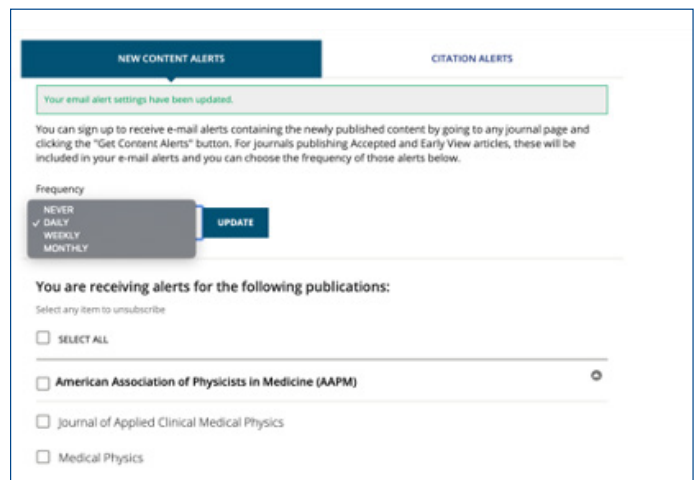 NEW CONTENT ALERTS
CITATION ALERTS
Your email alert settings have been updated.
You can sign up to receive e-mail alerts containing the newly published content by going to any journal page and
clicking the "Get Content Alerts" button. For journals publishing Accepted and Early View articles, these will be
included in your e-mail alerts and you can choose the frequency of those alerts below.
Frequency
NEVER
✓ DAILY
WEEKLY
MONTHLY
UPDATE
You are receiving alerts for the following publications:
Select any item to unsubscribe
SELECT ALL
American Association of Physicists in Medicine (AAPM)
Journal of Applied Clinical Medical Physics
Medical Physics